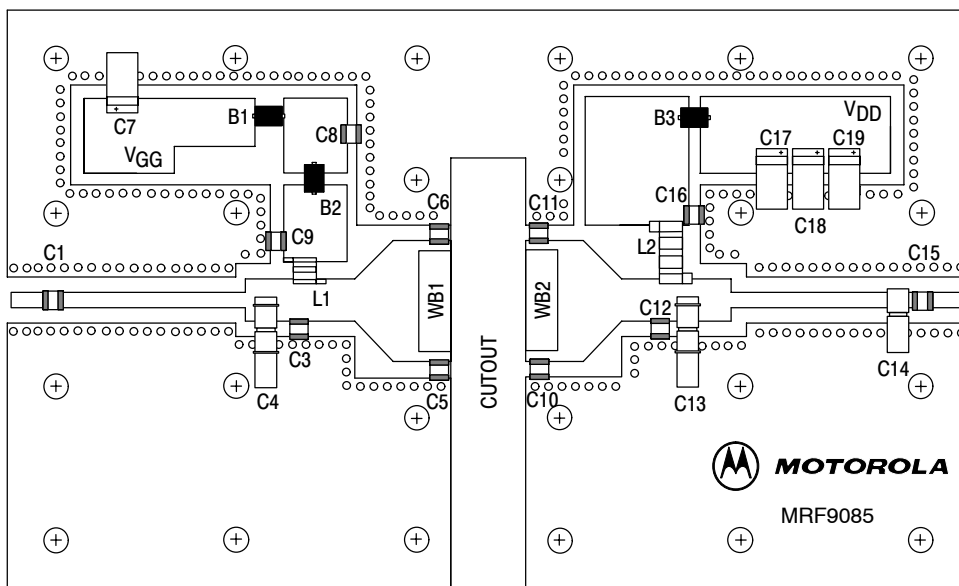 C7
B1
C8
VGG
B2
C6
C9
C1
L1
WB1
C3
C4
C5
CUTOUT
B3
VDD
C17
C19
C11
C16
C18
L2
C15
WB2
C12
C14
C10
C13
M MOTOROLA
MRF9085